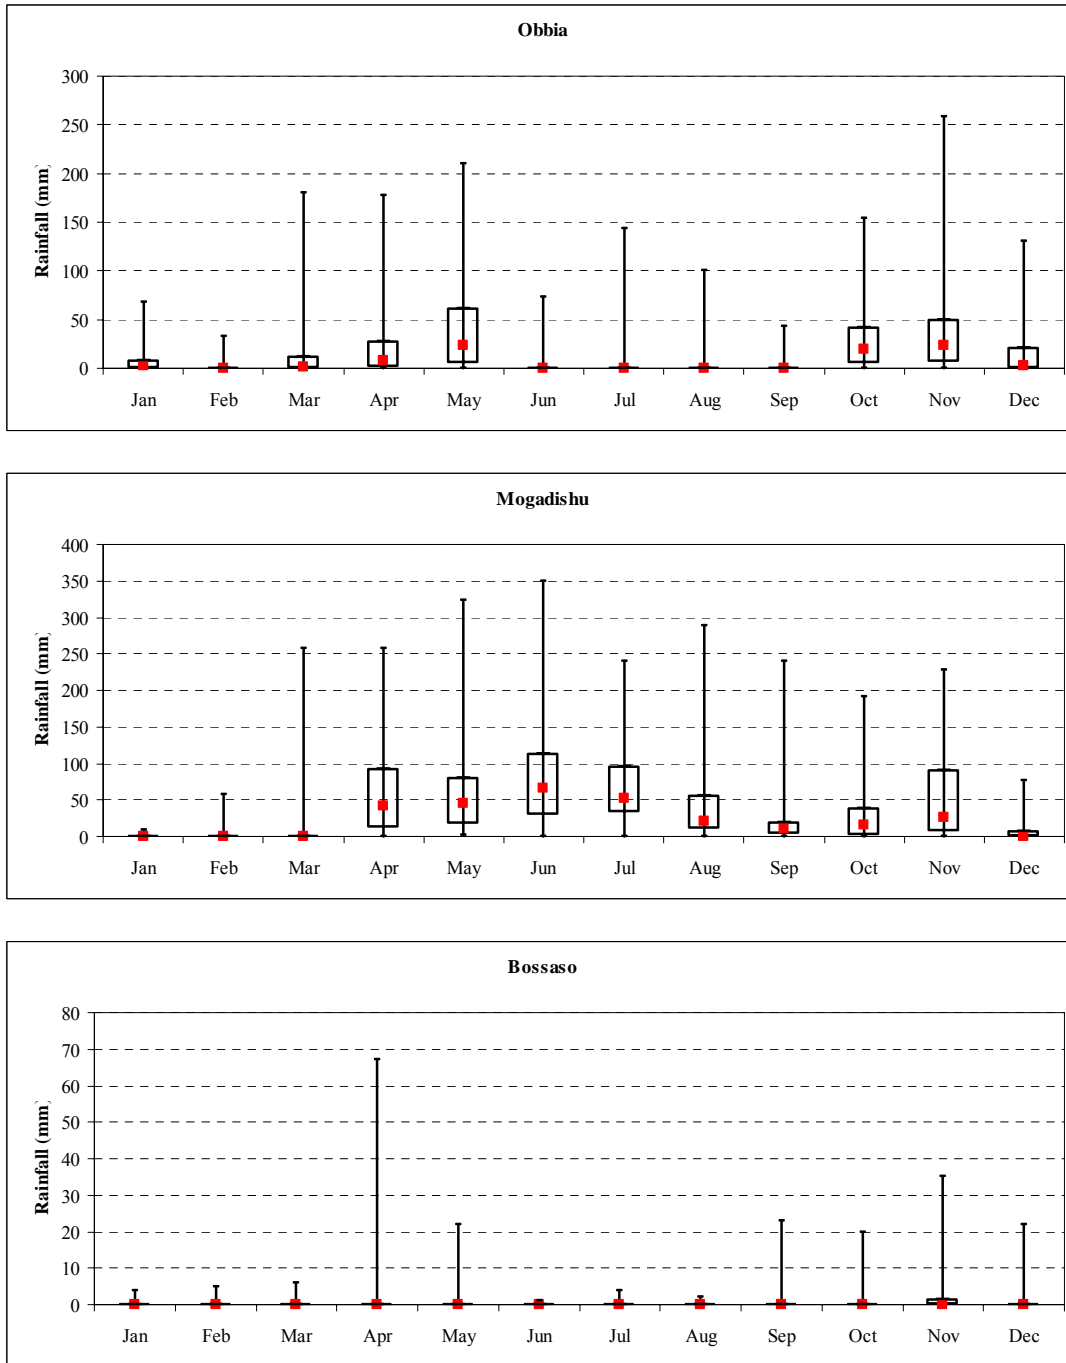 Obbia
Rainfall (mm)
300
250
200
150
100
50
0
Jan Feb Mar Apr May Jun Jul Aug Sep Oct Nov Dec
Mogadishu
Rainfall (mm)
400
350
300
250
200
150
100
50
0
Jan Feb Mar Apr May Jun Jul Aug Sep Oct Nov Dec
Bossaso
Rainfall (mm)
80
70
60
50
40
30
20
10
0
Jan Feb Mar Apr May Jun Jul Aug Sep Oct Nov Dec